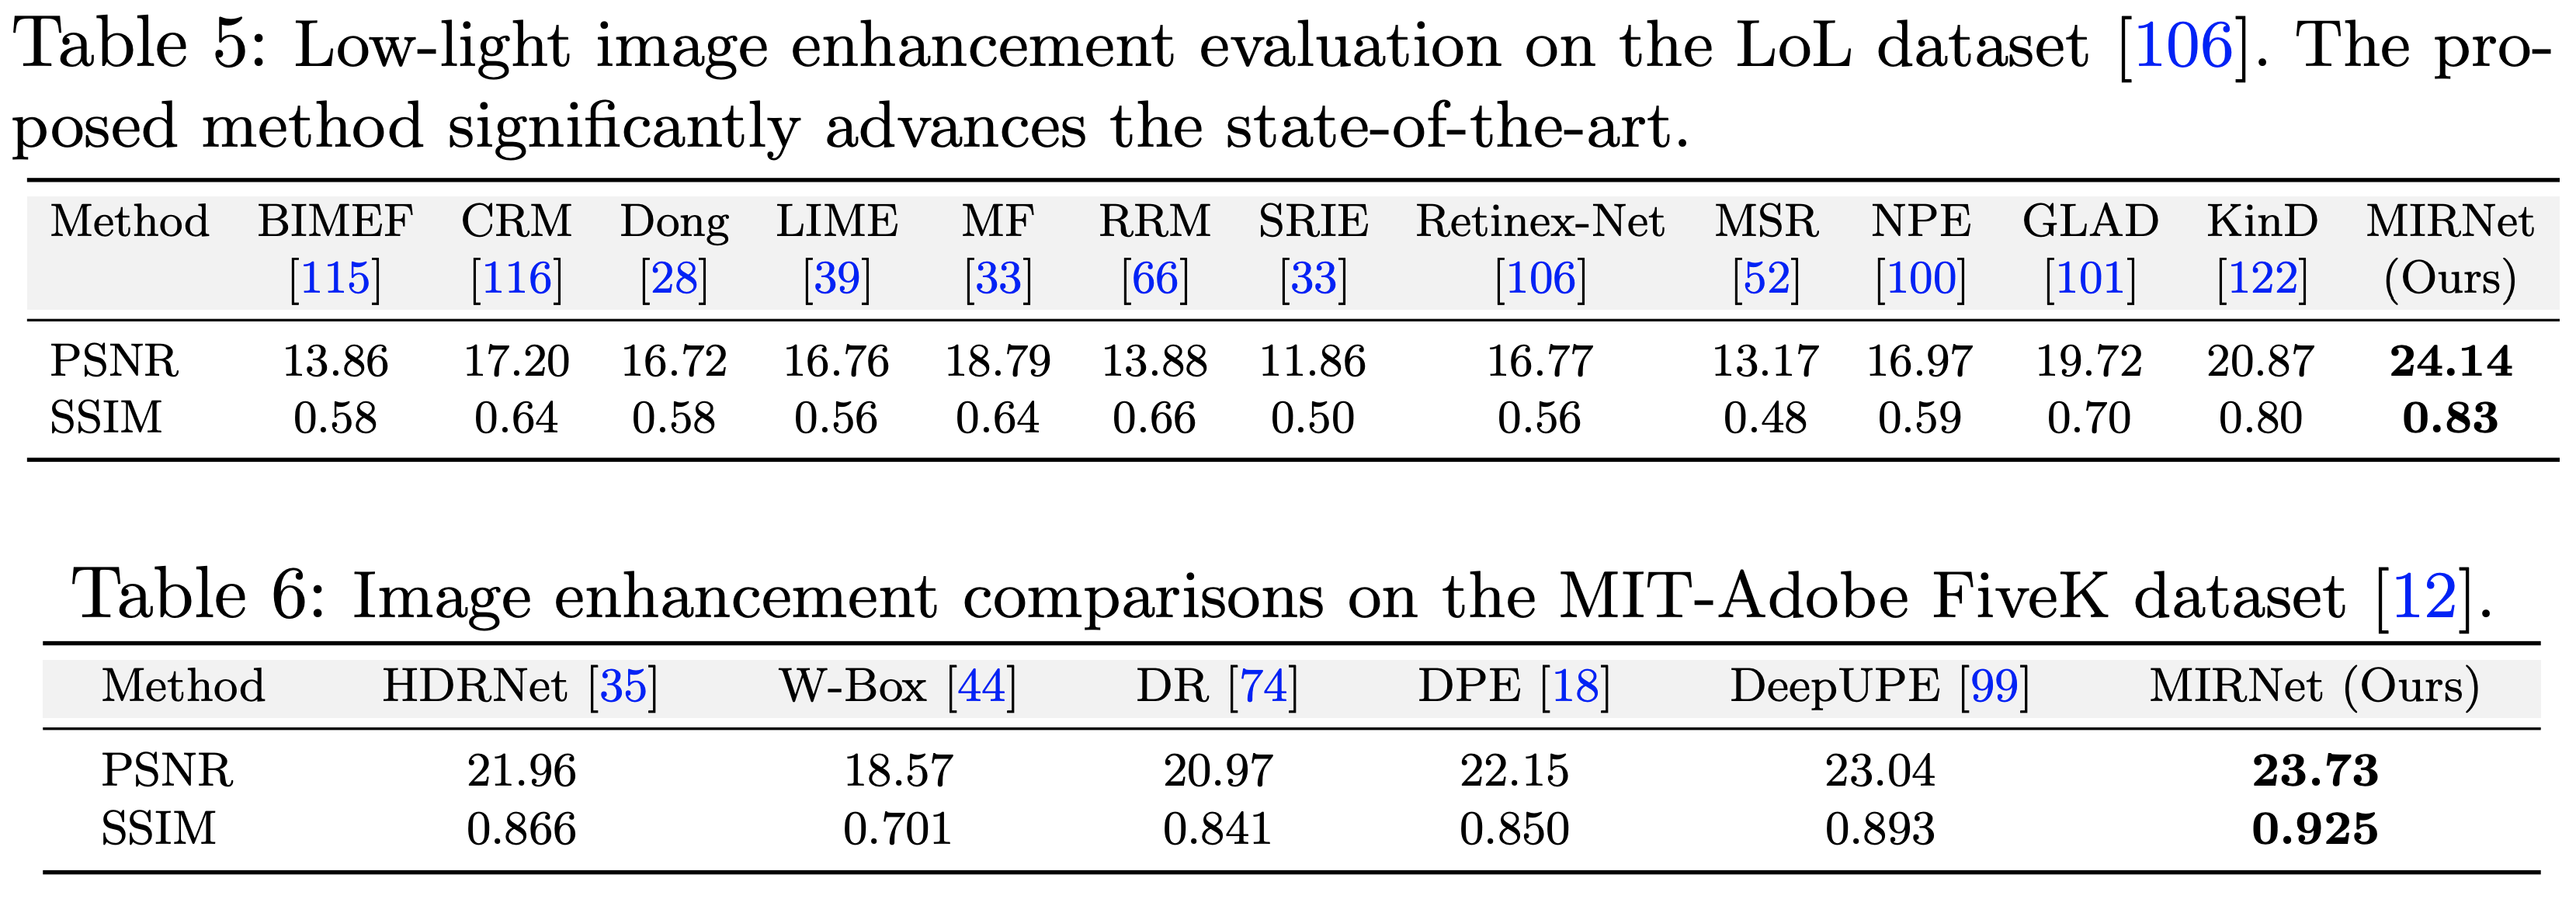 Table 5: Low-light image enhancement evaluation on the LoL dataset [106]. The pro-
posed method significantly advances the state-of-the-art.
Method BIMEF CRM Dong LIME MF RRM SRIE Retinex-Net MSR NPE GLAD KinD MIRNet
[115] [116] [28] [39] [33] [66] [33] [106] [52] [100] [101] [122] (Ours)
PSNR 13.86 17.20 16.72 16.76 18.79 13.88 11.86 16.77 13.17 16.97 19.72 20.87 24.14
SSIM 0.58 0.64 0.58 0.56 0.64 0.66 0.50 0.56 0.48 0.59 0.70 0.80 0.83
Table 6: Image enhancement comparisons on the MIT-Adobe FiveK dataset [12].
Method HDRNet [35] W-Box [44] DR [74] DPE [18] DeepUPE [99] MIRNet (Ours)
PSNR 21.96 18.57 20.97 22.15 23.04 23.73
SSIM 0.866 0.701 0.841 0.850 0.893 0.925